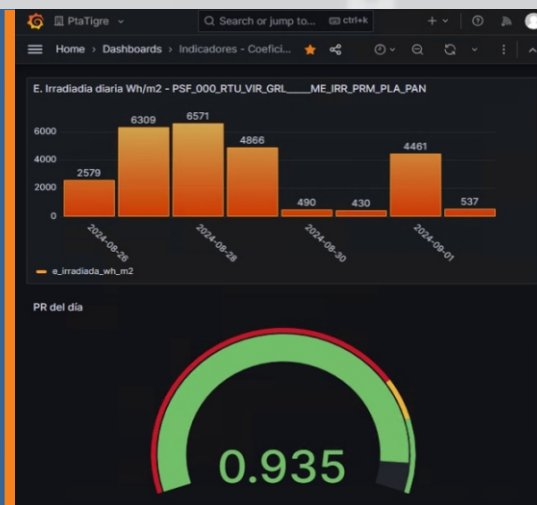 PtaTigre
Search or jump to... ctrl+k
Home › Dashboards › Indicadores - Coefici...
E. Irradiadia diaria Wh/m2 - PSF_000_RTU_VIR_GRL_____ME_IRR_PRM_PLA_PAN
6000
4000
2000
0
2579
6309
6571
4866
490
430
4461
537
2024-08-26
2024-08-28
2024-08-30
2024-09-01
e_irradiada_wh_m2
PR del día
0.935